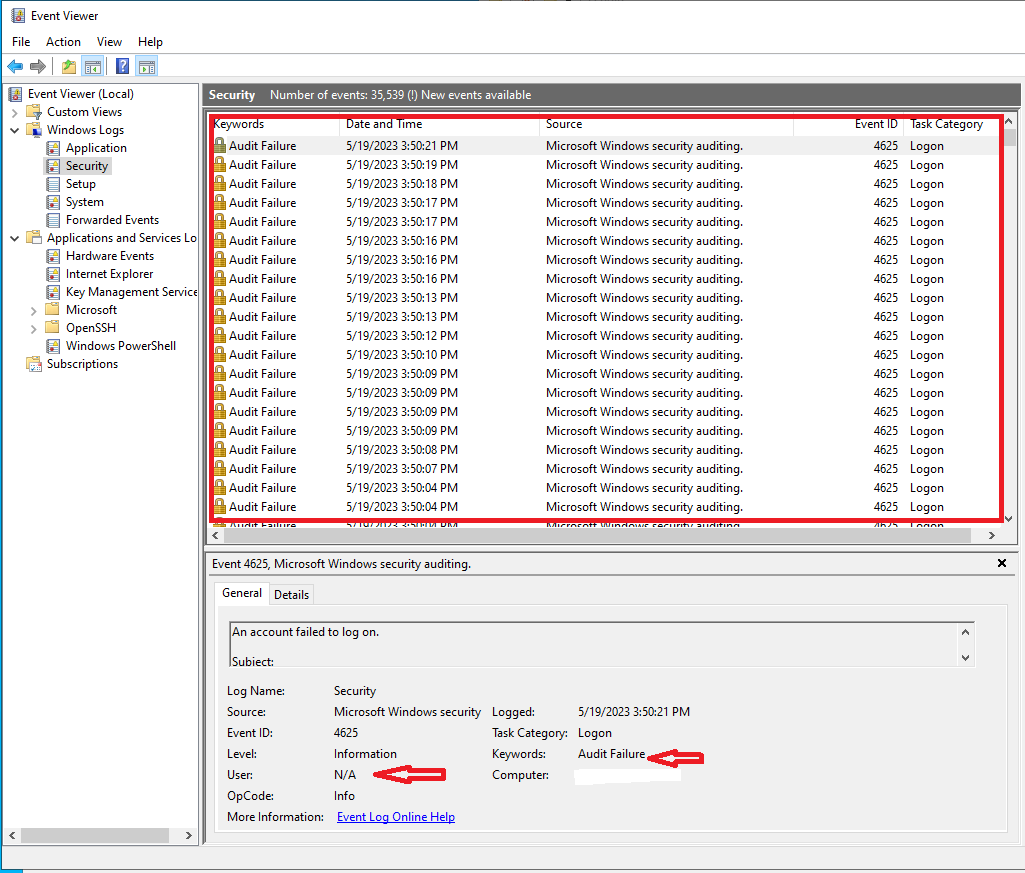 Event Viewer
File Action View Help
Event Viewer (Local)
Custom Views
Windows Logs
Application
Security
Setup
System
Forwarded Events
Applications and Services Lo
Hardware Events
Internet Explorer
Key Management Service
Microsoft
OpenSSH
Windows PowerShell
Subscriptions
Security Number of events: 35,539 (!) New events available
Keywords Date and Time Source Event ID Task Category
Audit Failure 5/19/2023 3:50:21 PM Microsoft Windows security auditing. 4625 Logon
Audit Failure 5/19/2023 3:50:19 PM Microsoft Windows security auditing. 4625 Logon
Audit Failure 5/19/2023 3:50:18 PM Microsoft Windows security auditing. 4625 Logon
Audit Failure 5/19/2023 3:50:17 PM Microsoft Windows security auditing. 4625 Logon
Audit Failure 5/19/2023 3:50:17 PM Microsoft Windows security auditing. 4625 Logon
Audit Failure 5/19/2023 3:50:16 PM Microsoft Windows security auditing. 4625 Logon
Audit Failure 5/19/2023 3:50:16 PM Microsoft Windows security auditing. 4625 Logon
Audit Failure 5/19/2023 3:50:16 PM Microsoft Windows security auditing. 4625 Logon
Audit Failure 5/19/2023 3:50:13 PM Microsoft Windows security auditing. 4625 Logon
Audit Failure 5/19/2023 3:50:13 PM Microsoft Windows security auditing. 4625 Logon
Audit Failure 5/19/2023 3:50:12 PM Microsoft Windows security auditing. 4625 Logon
Audit Failure 5/19/2023 3:50:10 PM Microsoft Windows security auditing. 4625 Logon
Audit Failure 5/19/2023 3:50:09 PM Microsoft Windows security auditing. 4625 Logon
Audit Failure 5/19/2023 3:50:09 PM Microsoft Windows security auditing. 4625 Logon
Audit Failure 5/19/2023 3:50:09 PM Microsoft Windows security auditing. 4625 Logon
Audit Failure 5/19/2023 3:50:09 PM Microsoft Windows security auditing. 4625 Logon
Audit Failure 5/19/2023 3:50:08 PM Microsoft Windows security auditing. 4625 Logon
Audit Failure 5/19/2023 3:50:07 PM Microsoft Windows security auditing. 4625 Logon
Audit Failure 5/19/2023 3:50:04 PM Microsoft Windows security auditing. 4625 Logon
Audit Failure 5/19/2023 3:50:04 PM Microsoft Windows security auditing. 4625 Logon
Event 4625, Microsoft Windows security auditing.
General Details
An account failed to log on.
Subject:
Log Name: Security
Source: Microsoft Windows security Logged: 5/19/2023 3:50:21 PM
Event ID: 4625 Task Category: Logon
Level: Information Keywords: Audit Failure
User: N/A Computer:
OpCode: Info
More Information: Event Log Online Help